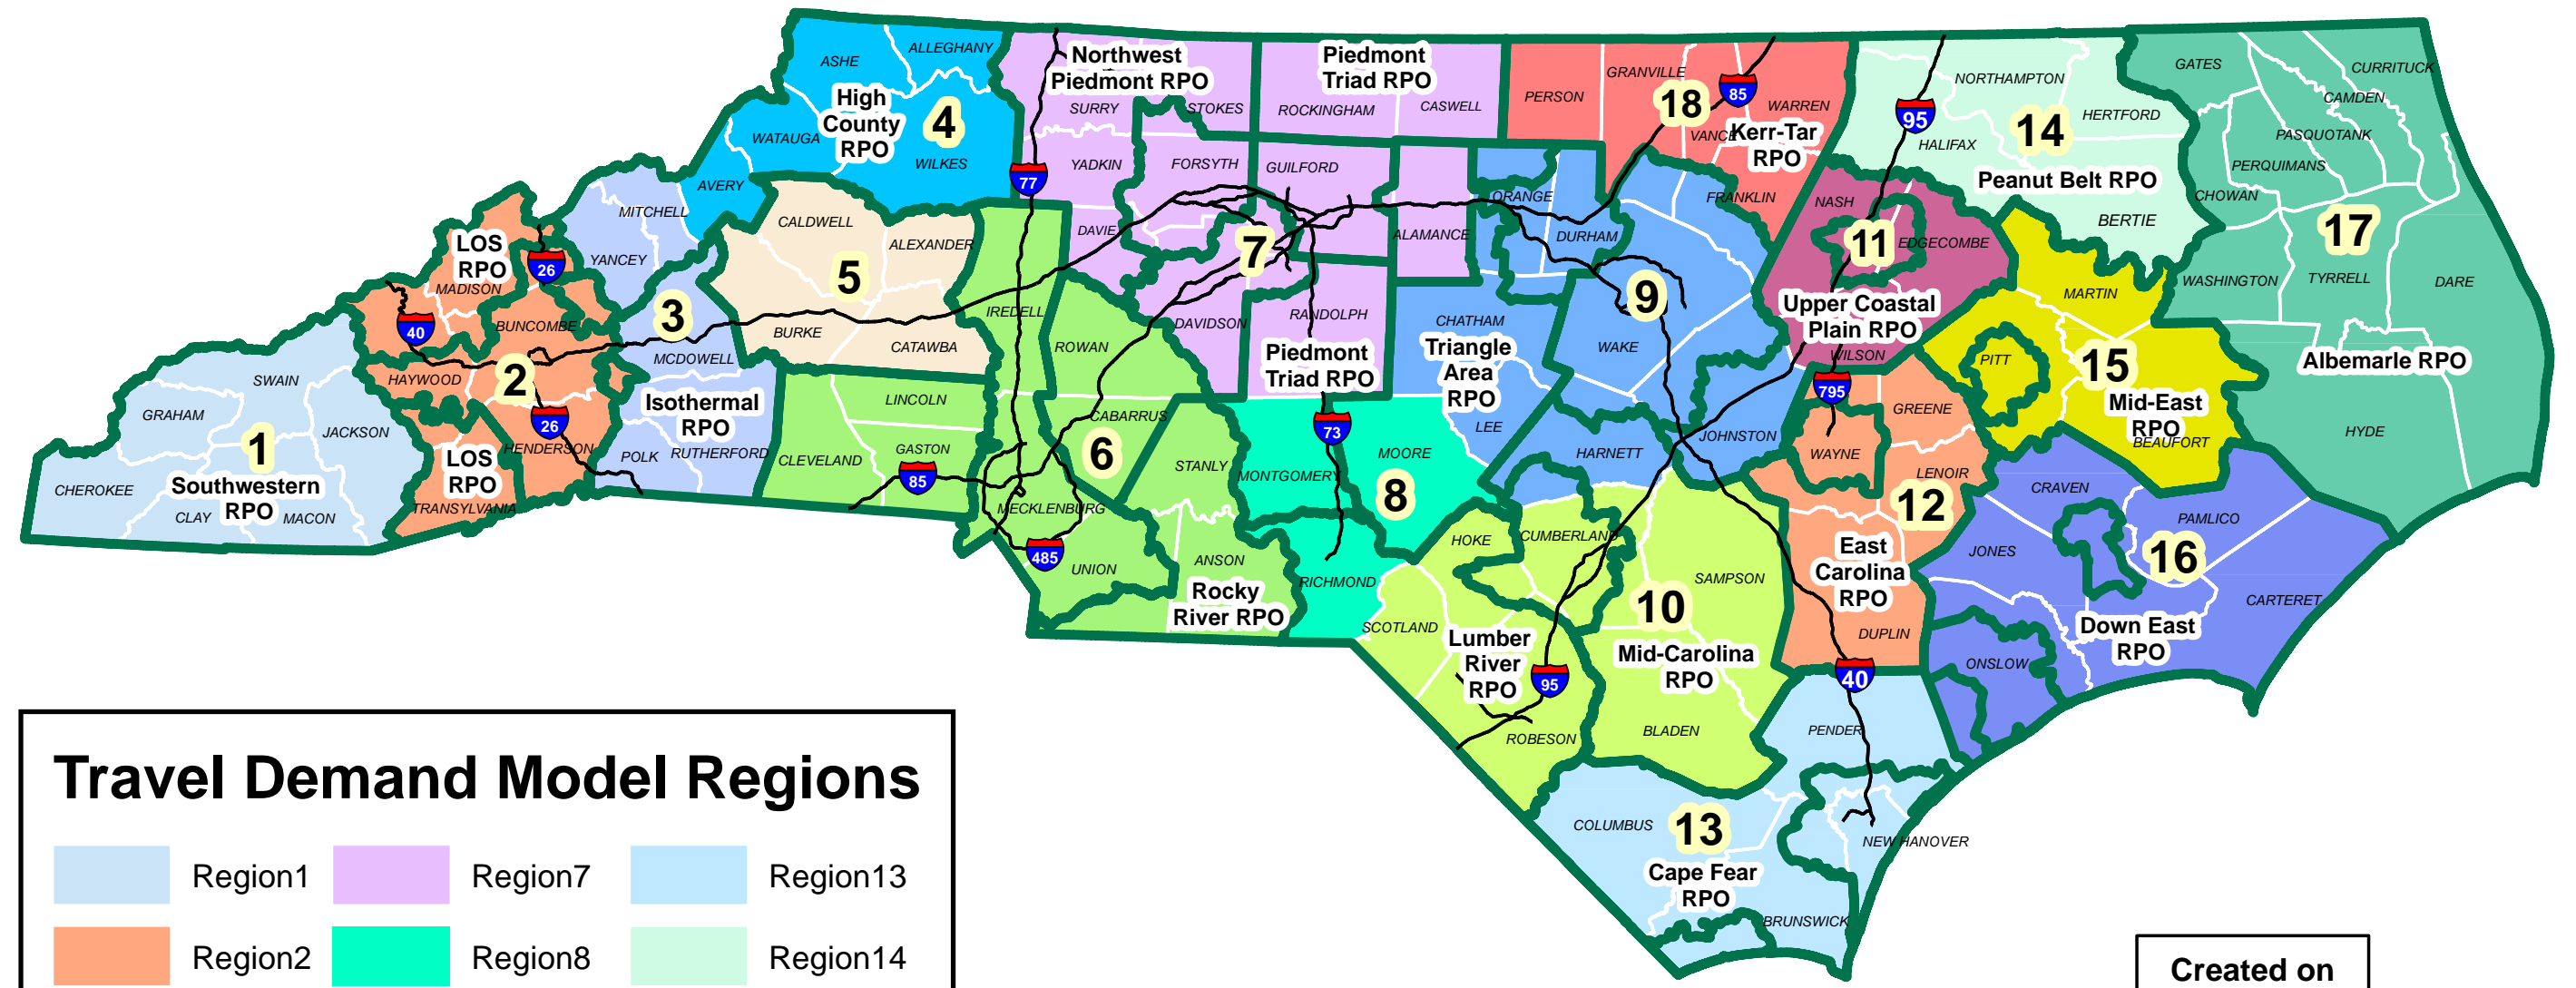 ASHE
ALLEGHANY
WATAUGA
WILKES
AVERY
High
County
RPO
4
Northwest
Piedmont RPO
SURRY
STOKES
YADKIN
FORSYTH
DAVIE
77
Piedmont
Triad RPO
ROCKINGHAM
CASWELL
GUILFORD
ALAMANCE
7
DAVIDSON
RANDOLPH
Piedmont
Triad RPO
73
PERSON
GRANVILLE
18
85
WARREN
VANCE
Kerr-Tar
RPO
FRANKLIN
NORTHAMPTON
95
14
HERTFORD
HALIFAX
Peanut Belt RPO
BERTIE
GATES
CURRITUCK
CAMDEN
PASQUOTANK
PERQUIMANS
CHOWAN
17
WASHINGTON
TYRRELL
DARE
Albemarle RPO
HYDE
MITCHELL
YANCEY
3
MCDOWELL
Isothermal
RPO
POLK
RUTHERFORD
LOS
RPO
MADISON
26
40
BUNCOMBE
HAYWOOD
2
26
HENDERSON
LOS
RPO
TRANSYLVANIA
SWAIN
GRAHAM
JACKSON
1
Southwestern
RPO
CHEROKEE
CLAY
MACON
CALDWELL
ALEXANDER
5
BURKE
CATAWBA
IREDELL
ROWAN
LINCOLN
CABARRUS
GASTON
CLEVELAND
85
6
STANLY
MECKLENBURG
485
UNION
ANSON
Rocky
River RPO
MONTGOMERY
MOORE
8
RICHMOND
ORANGE
DURHAM
9
CHATHAM
Triangle
Area
RPO
WAKE
LEE
HARNETT
JOHNSTON
NASH
11
EDGECOMBE
Upper Coastal
Plain RPO
WILSON
795
GREENE
WAYNE
LENOIR
12
East
Carolina
RPO
DUPLIN
40
MARTIN
PITT
15
Mid-East
RPO
BEAUFORT
CRAVEN
PAMLICO
JONES
16
CARTERET
Down East
RPO
ONSLOW
HOKE
CUMBERLAND
SAMPSON
SCOTLAND
10
Lumber
River
RPO
Mid-Carolina
RPO
95
ROBESON
BLADEN
PENDER
COLUMBUS
13
NEW HANOVER
Cape Fear
RPO
BRUNSWICK
Travel Demand Model Regions
Region1
Region7
Region13
Region2
Region8
Region14
Created on